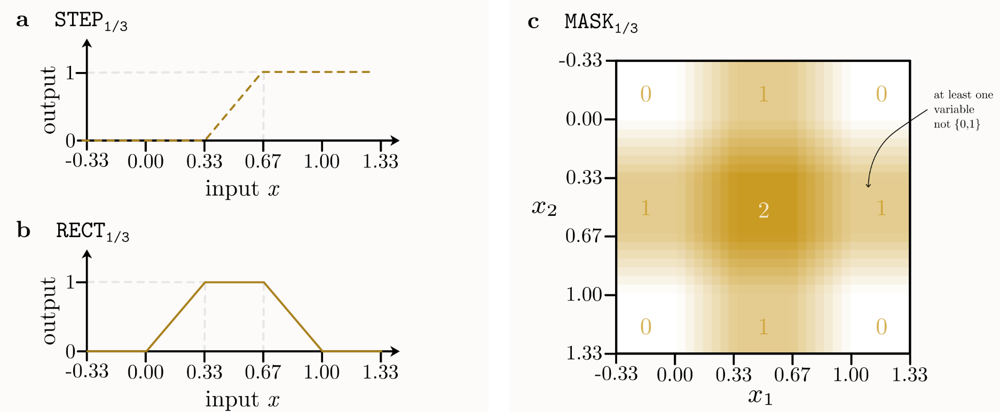 a STEP1/3
output
1
0
-0.33 0.00 0.33 0.67 1.00 1.33
input x
b RECT1/3
output
1
0
-0.33 0.00 0.33 0.67 1.00 1.33
input x
c MASK1/3
-0.33
0.00
0.33
0.67
1.00
1.33
x2
0 1 0
1 2 1
0 1 0
at least one
variable
not {0,1}
-0.33 0.00 0.33 0.67 1.00 1.33
x1